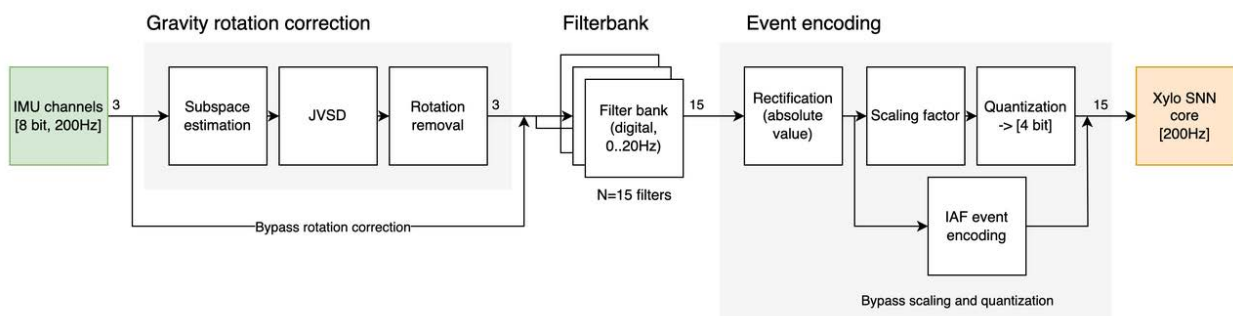 Gravity rotation correction
Filterbank
Event encoding
IMU channels
[8 bit, 200Hz]
3
Subspace
estimation
JVSD
Rotation
removal
3
Filter bank
(digital,
0..20Hz)
15
N=15 filters
Rectification
(absolute
value)
Scaling factor
Quantization
-> [4 bit]
15
Xylo SNN
core
[200Hz]
Bypass rotation correction
IAF event
encoding
Bypass scaling and quantization